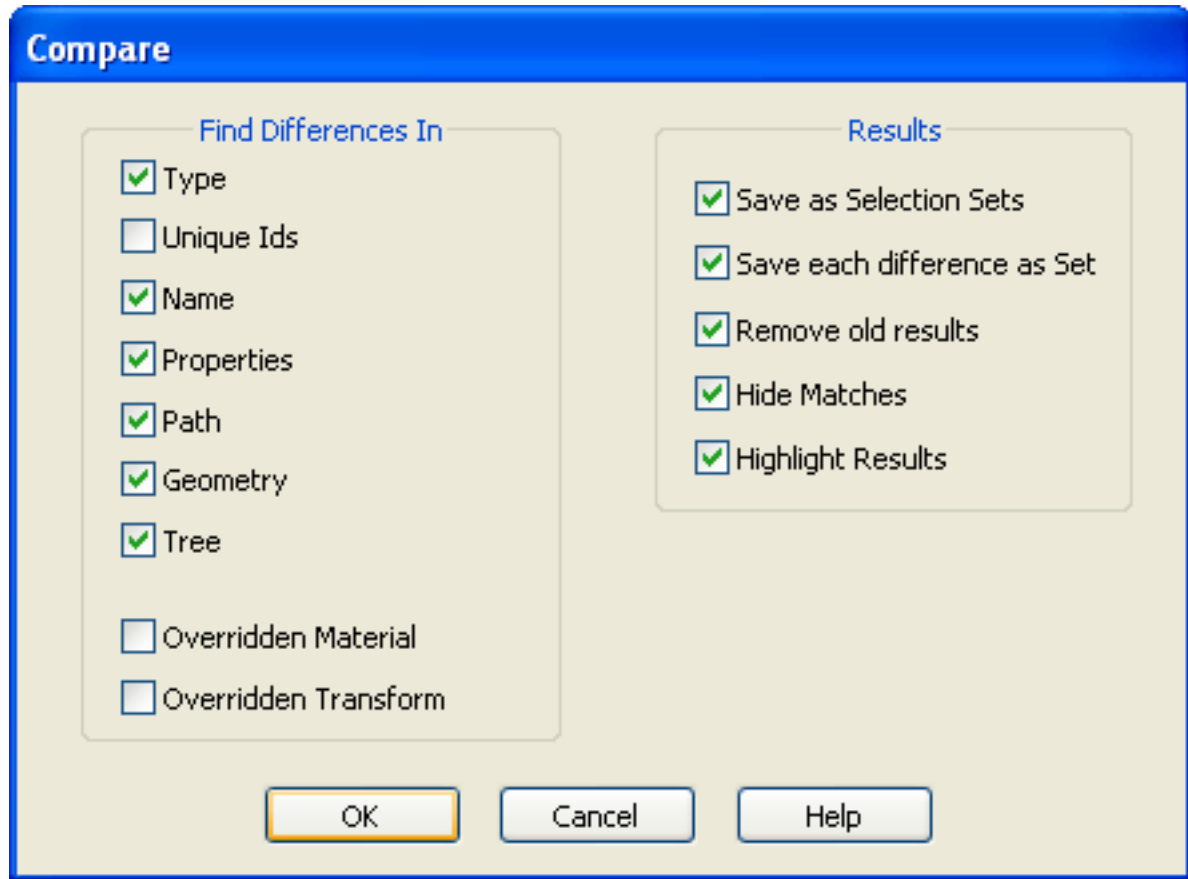 Compare
Find Differences In
Type
Unique Ids
Name
Properties
Path
Geometry
Tree
Overridden Material
Overridden Transform
Results
Save as Selection Sets
Save each difference as Set
Remove old results
Hide Matches
Highlight Results
OK
Cancel
Help